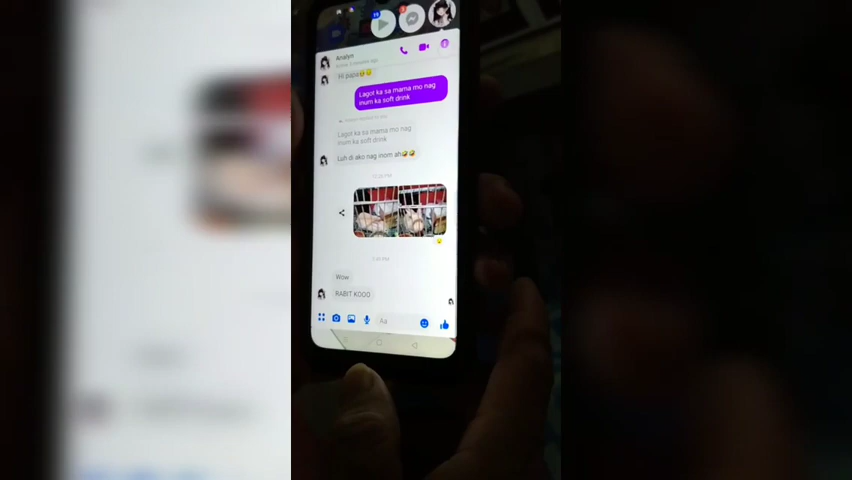 Analyn
Hi papa
Lagot ka sa mama mo nag
inum ka soft drink
Lagot ka sa mama mo nag
inum ka soft drink
Luh di ako nag inom ah🤣🤣
Wow
RABIT KOOO
Aa